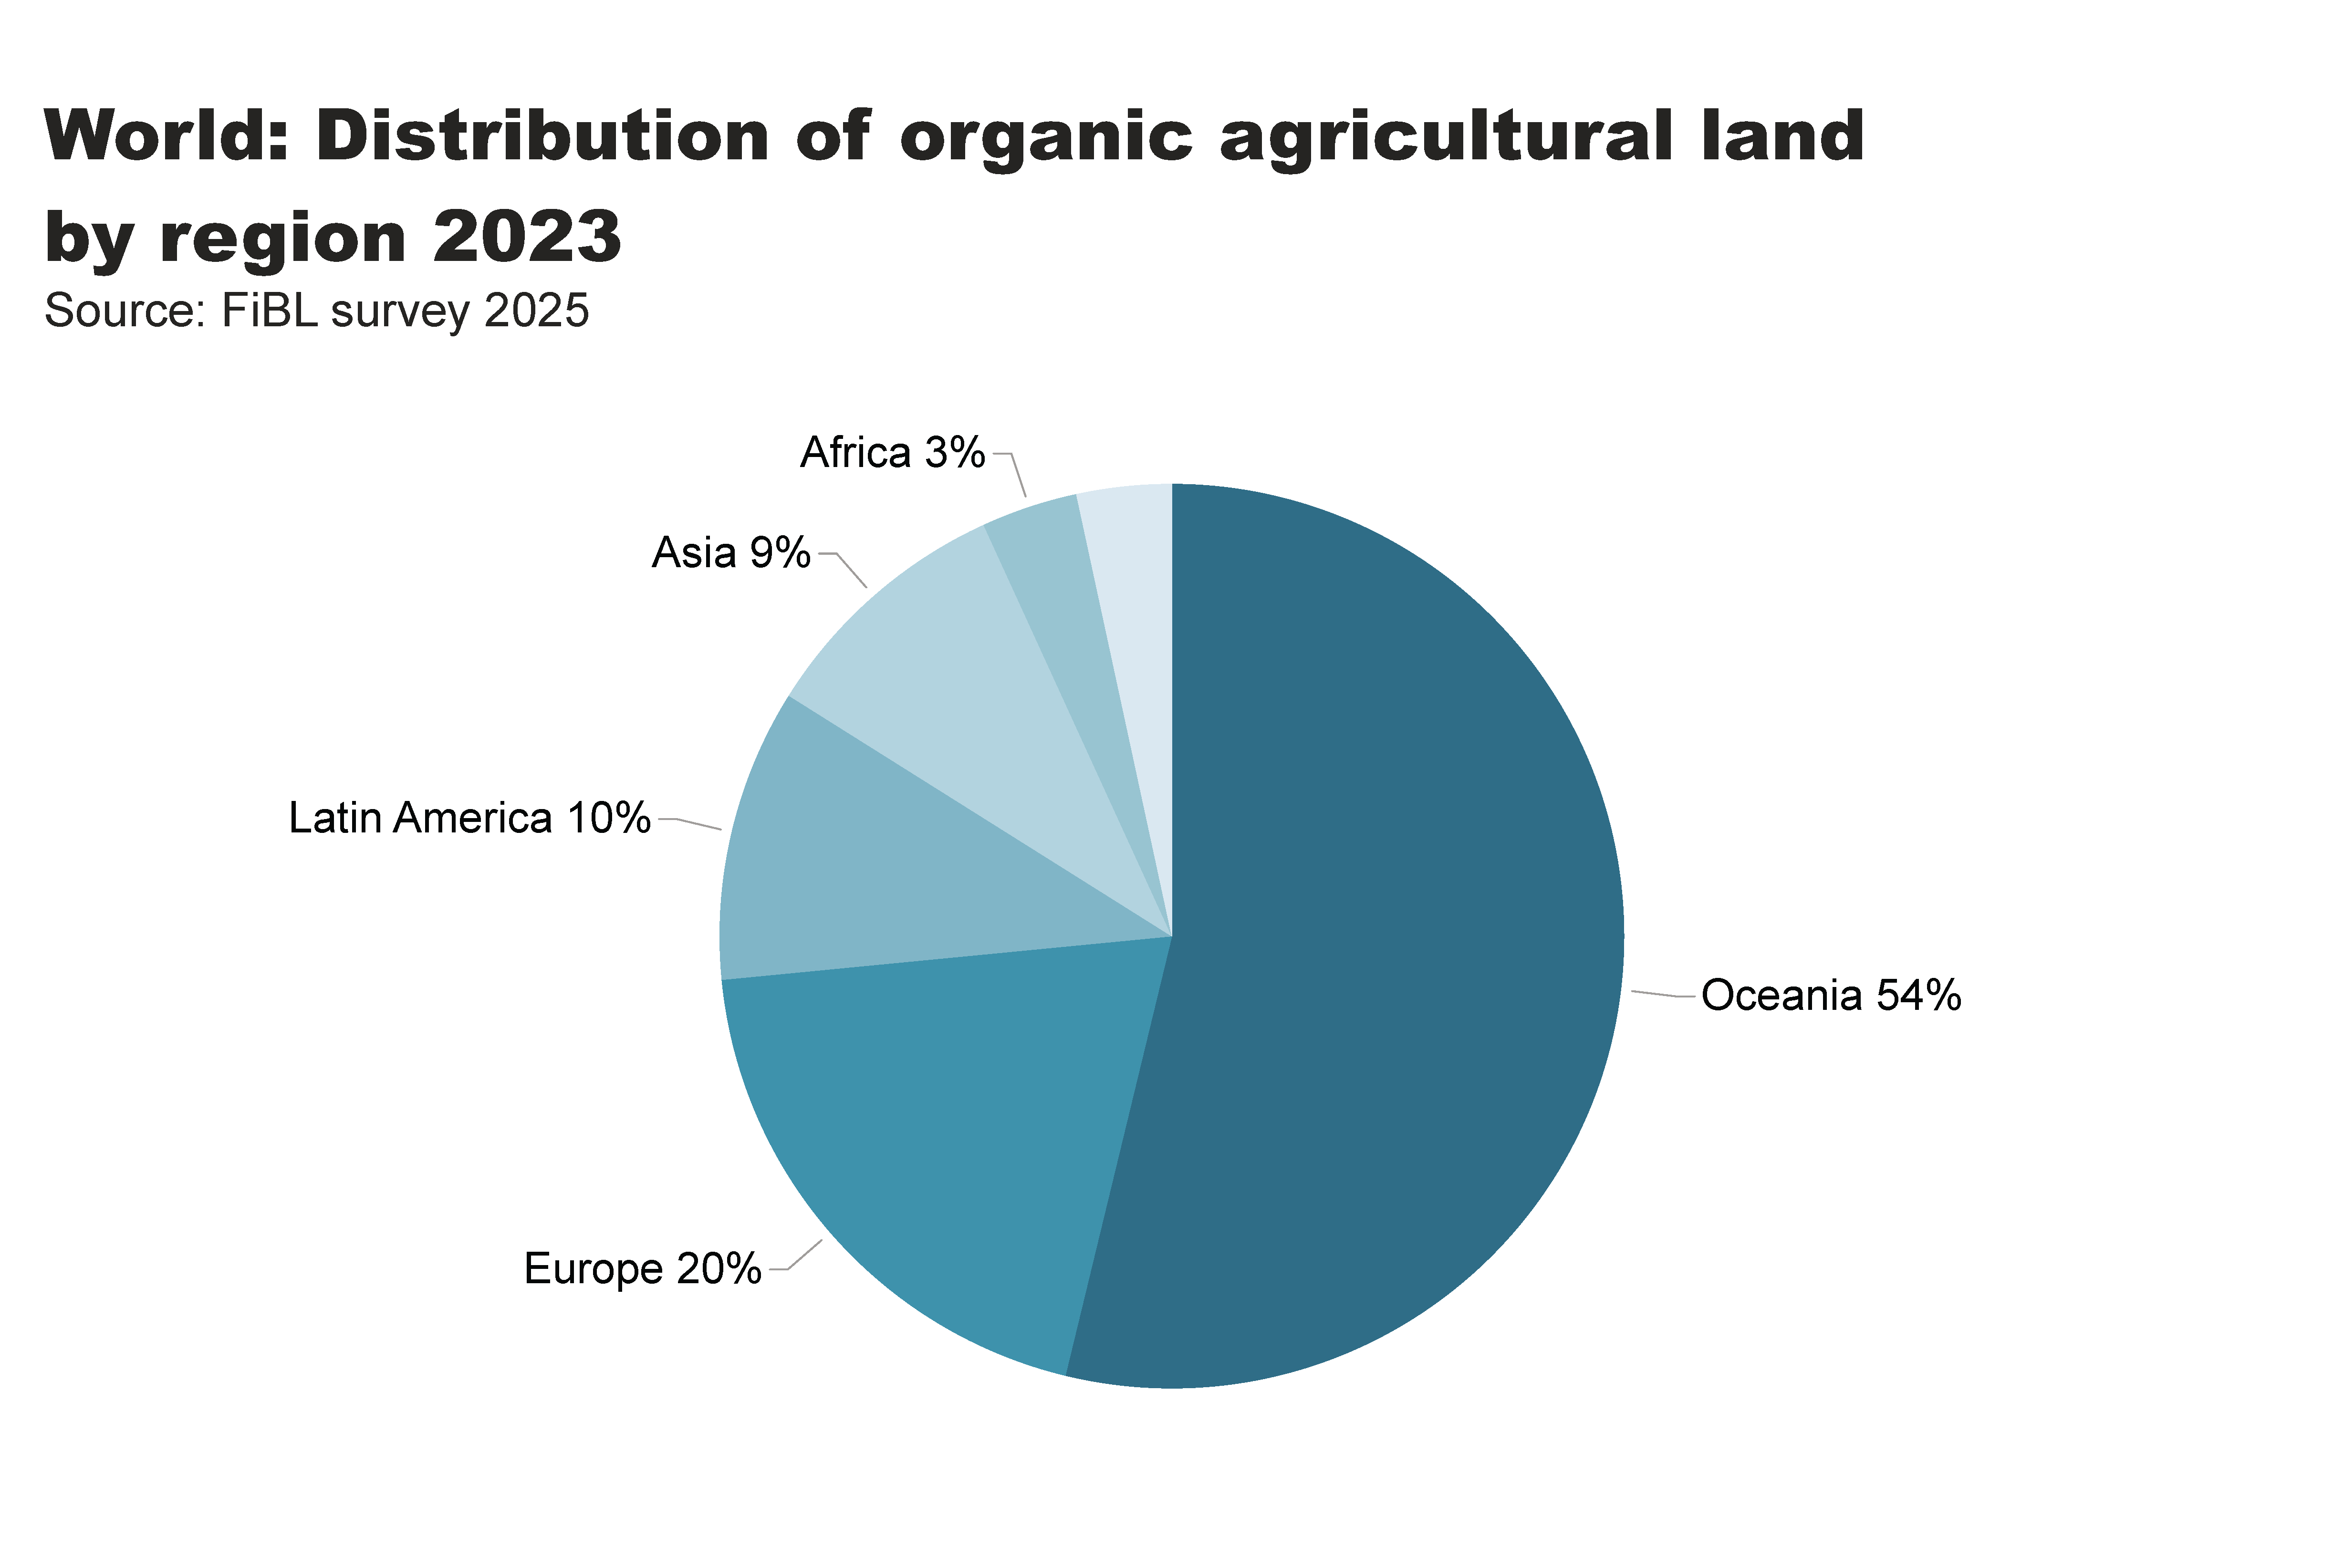 World: Distribution of organic agricultural land
by region 2023
Source: FiBL survey 2025
Africa 3%
Asia 9%
Latin America 10%
Oceania 54%
Europe 20%